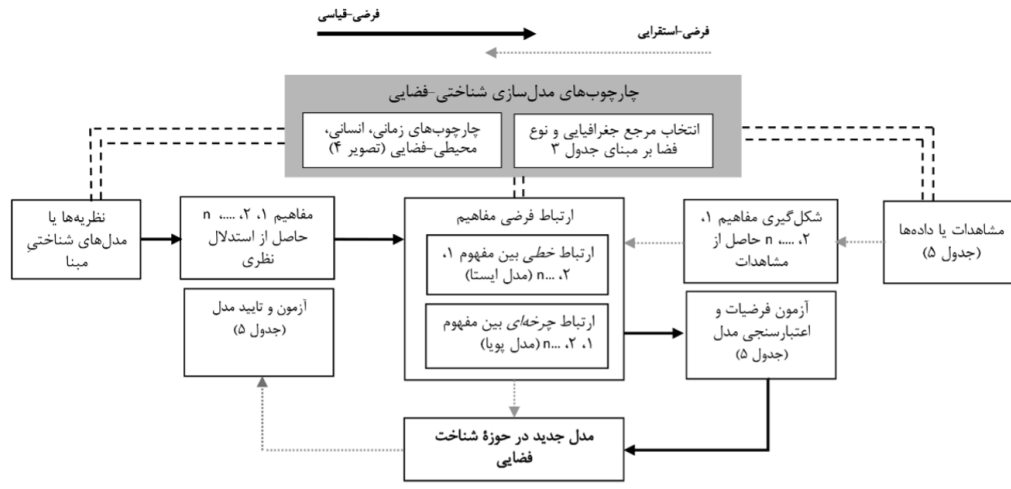 فرضی-قیاسی
فرضی-استقرایی
چارچوب‌های مدل‌سازی شناختی-فضایی
انتخاب مرجع جغرافیایی و نوع
فضا بر مبنای جدول ۳
چارچوب‌های زمانی، انسانی،
محیطی-فضایی (تصویر ۴)
مشاهدات یا داده‌ها
(جدول ۵)
شکل‌گیری مفاهیم ۱،
۲، ....، n حاصل از
مشاهدات
ارتباط فرضی مفاهیم
ارتباط خطی بین مفهوم ۱،
۲، ...n (مدل ایستا)
ارتباط چرخه‌ای بین مفهوم
۱، ۲، ...n (مدل پویا)
مفاهیم ۱، ۲، ....، n
حاصل از استدلال
نظری
نظریه‌ها یا
مدل‌های شناختیِ
مبنا
آزمون فرضیات و
اعتبارسنجی مدل
(جدول ۵)
آزمون و تایید مدل
(جدول ۵)
مدل جدید در حوزهٔ شناخت
فضایی